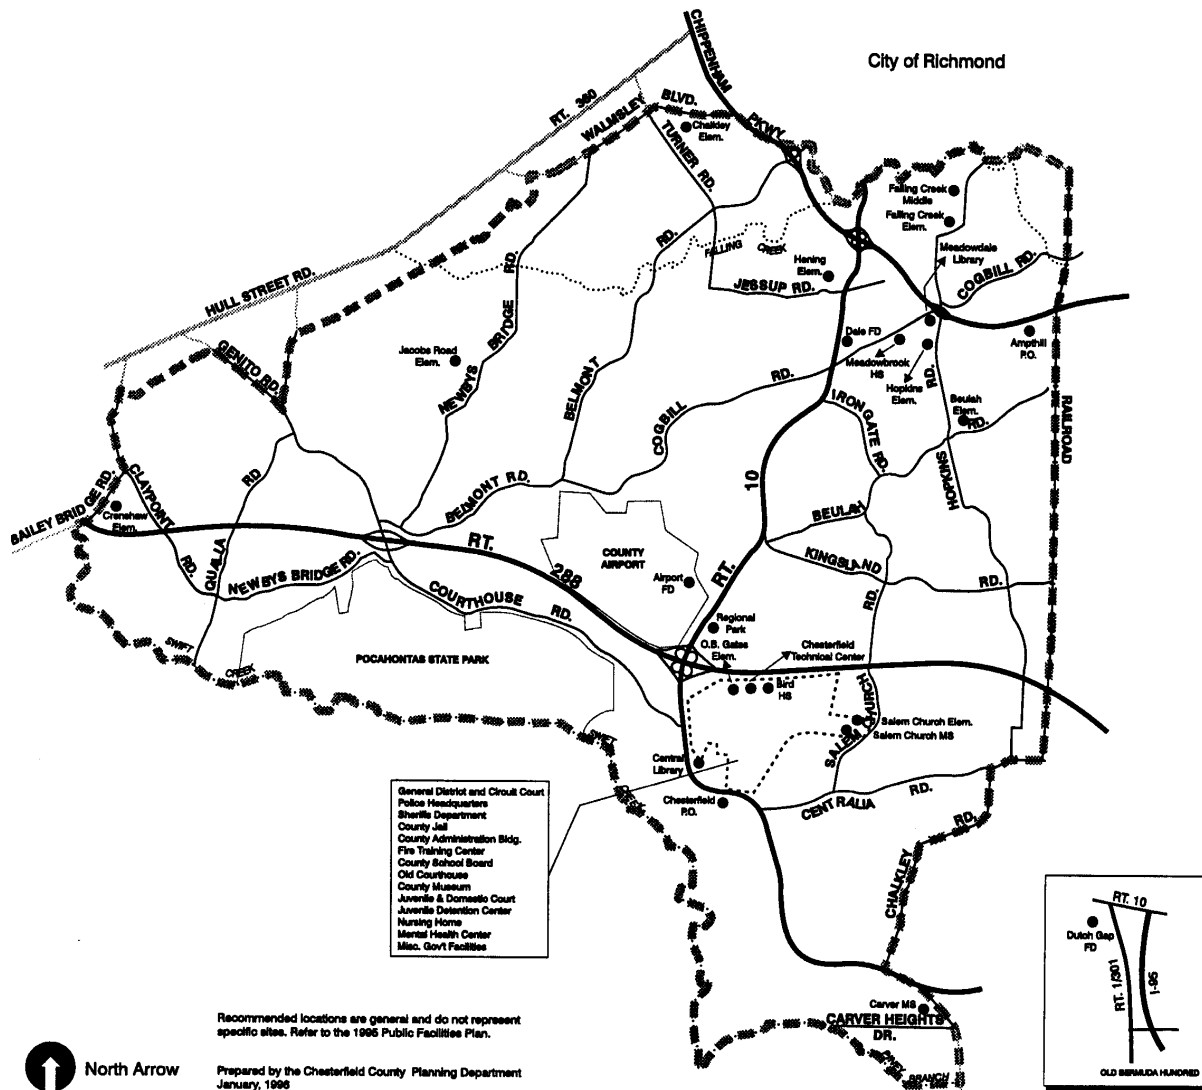 City of Richmond
CHIPPENHAM
PKWY
RT. 360
WALMSLEY
BLVD.
Chalkley
Elem.
TURNER RD.
Falling Creek
Middle
Falling Creek
Elem.
Meadowdale
Library
FALLING CREEK
Hening
Elem.
JESSUP RD.
COGBILL RD.
HULL STREET RD.
GENITO RD.
Jacobs Road
Elem.
NEWBYS BRIDGE RD.
BELMONT RD.
Dale FD
Meadowbrook
HS
Hopkins
Elem.
Ampthill
P.O.
COGBILL RD.
IRON GATE RD.
Beulah
Elem.
RD.
HOPKINS RD.
RAILROAD
BAILEY BRIDGE RD.
CLAYPOINT RD.
Crenshaw
Elem.
QUALLA RD
BELMONT RD.
RT. 10
BEULAH
KINGSLAND RD.
RT. 288
COUNTY
AIRPORT
Airport
FD
NEWBYS BRIDGE RD.
COURTHOUSE RD.
Regional
Park
O.B. Gates
Elem.
Chesterfield
Technical Center
Bird
HS
SWIFT CREEK
POCAHONTAS STATE PARK
SALEM CHURCH RD.
Salem Church Elem.
Salem Church MS
SWIFT CREEK
Central
Library
Chesterfield
P.O.
CENTRALIA RD.
CHALKLEY RD.
General District and Circuit Court
Police Headquarters
Sheriffs Department
County Jail
County Administration Bldg.
Fire Training Center
County School Board
Old Courthouse
County Museum
Juvenile & Domestic Court
Juvenile Detention Center
Nursing Home
Mental Health Center
Misc. Gov't Facilities
RT. 10
Dutch Gap
FD
RT. 1/301
I-95
OLD BERMUDA HUNDRED
Carver MS
CARVER HEIGHTS
DR.
BRANCH
Recommended locations are general and do not represent
specific sites. Refer to the 1995 Public Facilities Plan.
North Arrow
Prepared by the Chesterfield County Planning Department
January, 1996